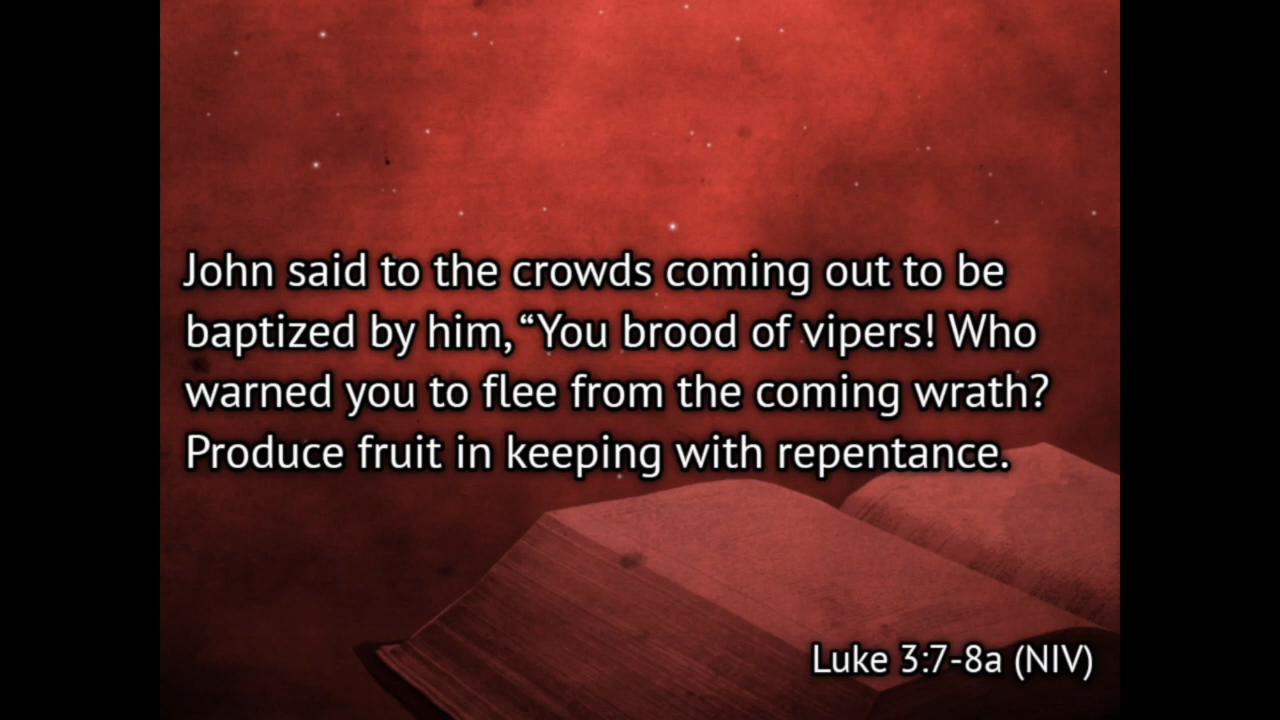 John said to the crowds coming out to be
baptized by him, “You brood of vipers! Who
warned you to flee from the coming wrath?
Produce fruit in keeping with repentance.
Luke 3:7-8a (NIV)